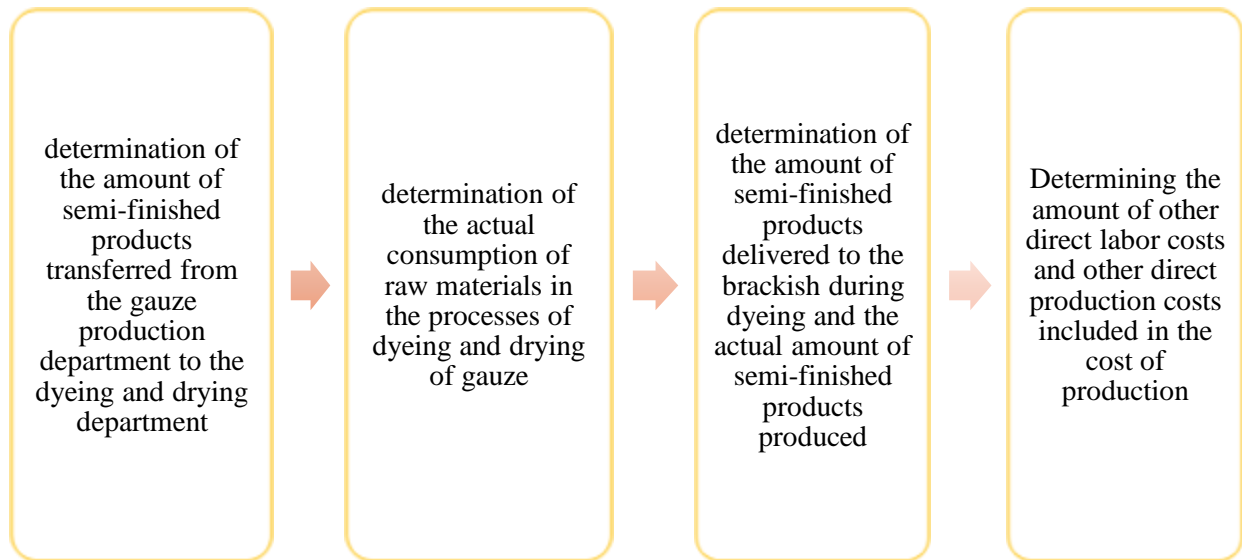 determination of
the amount of
semi-finished
products
transferred from
the gauze
production
department to the
dyeing and drying
department
determination of
the actual
consumption of
raw materials in
the processes of
dyeing and drying
of gauze
determination of
the amount of
semi-finished
products
delivered to the
brackish during
dyeing and the
actual amount of
semi-finished
products
produced
Determining the
amount of other
direct labor costs
and other direct
production costs
included in the
cost of
production